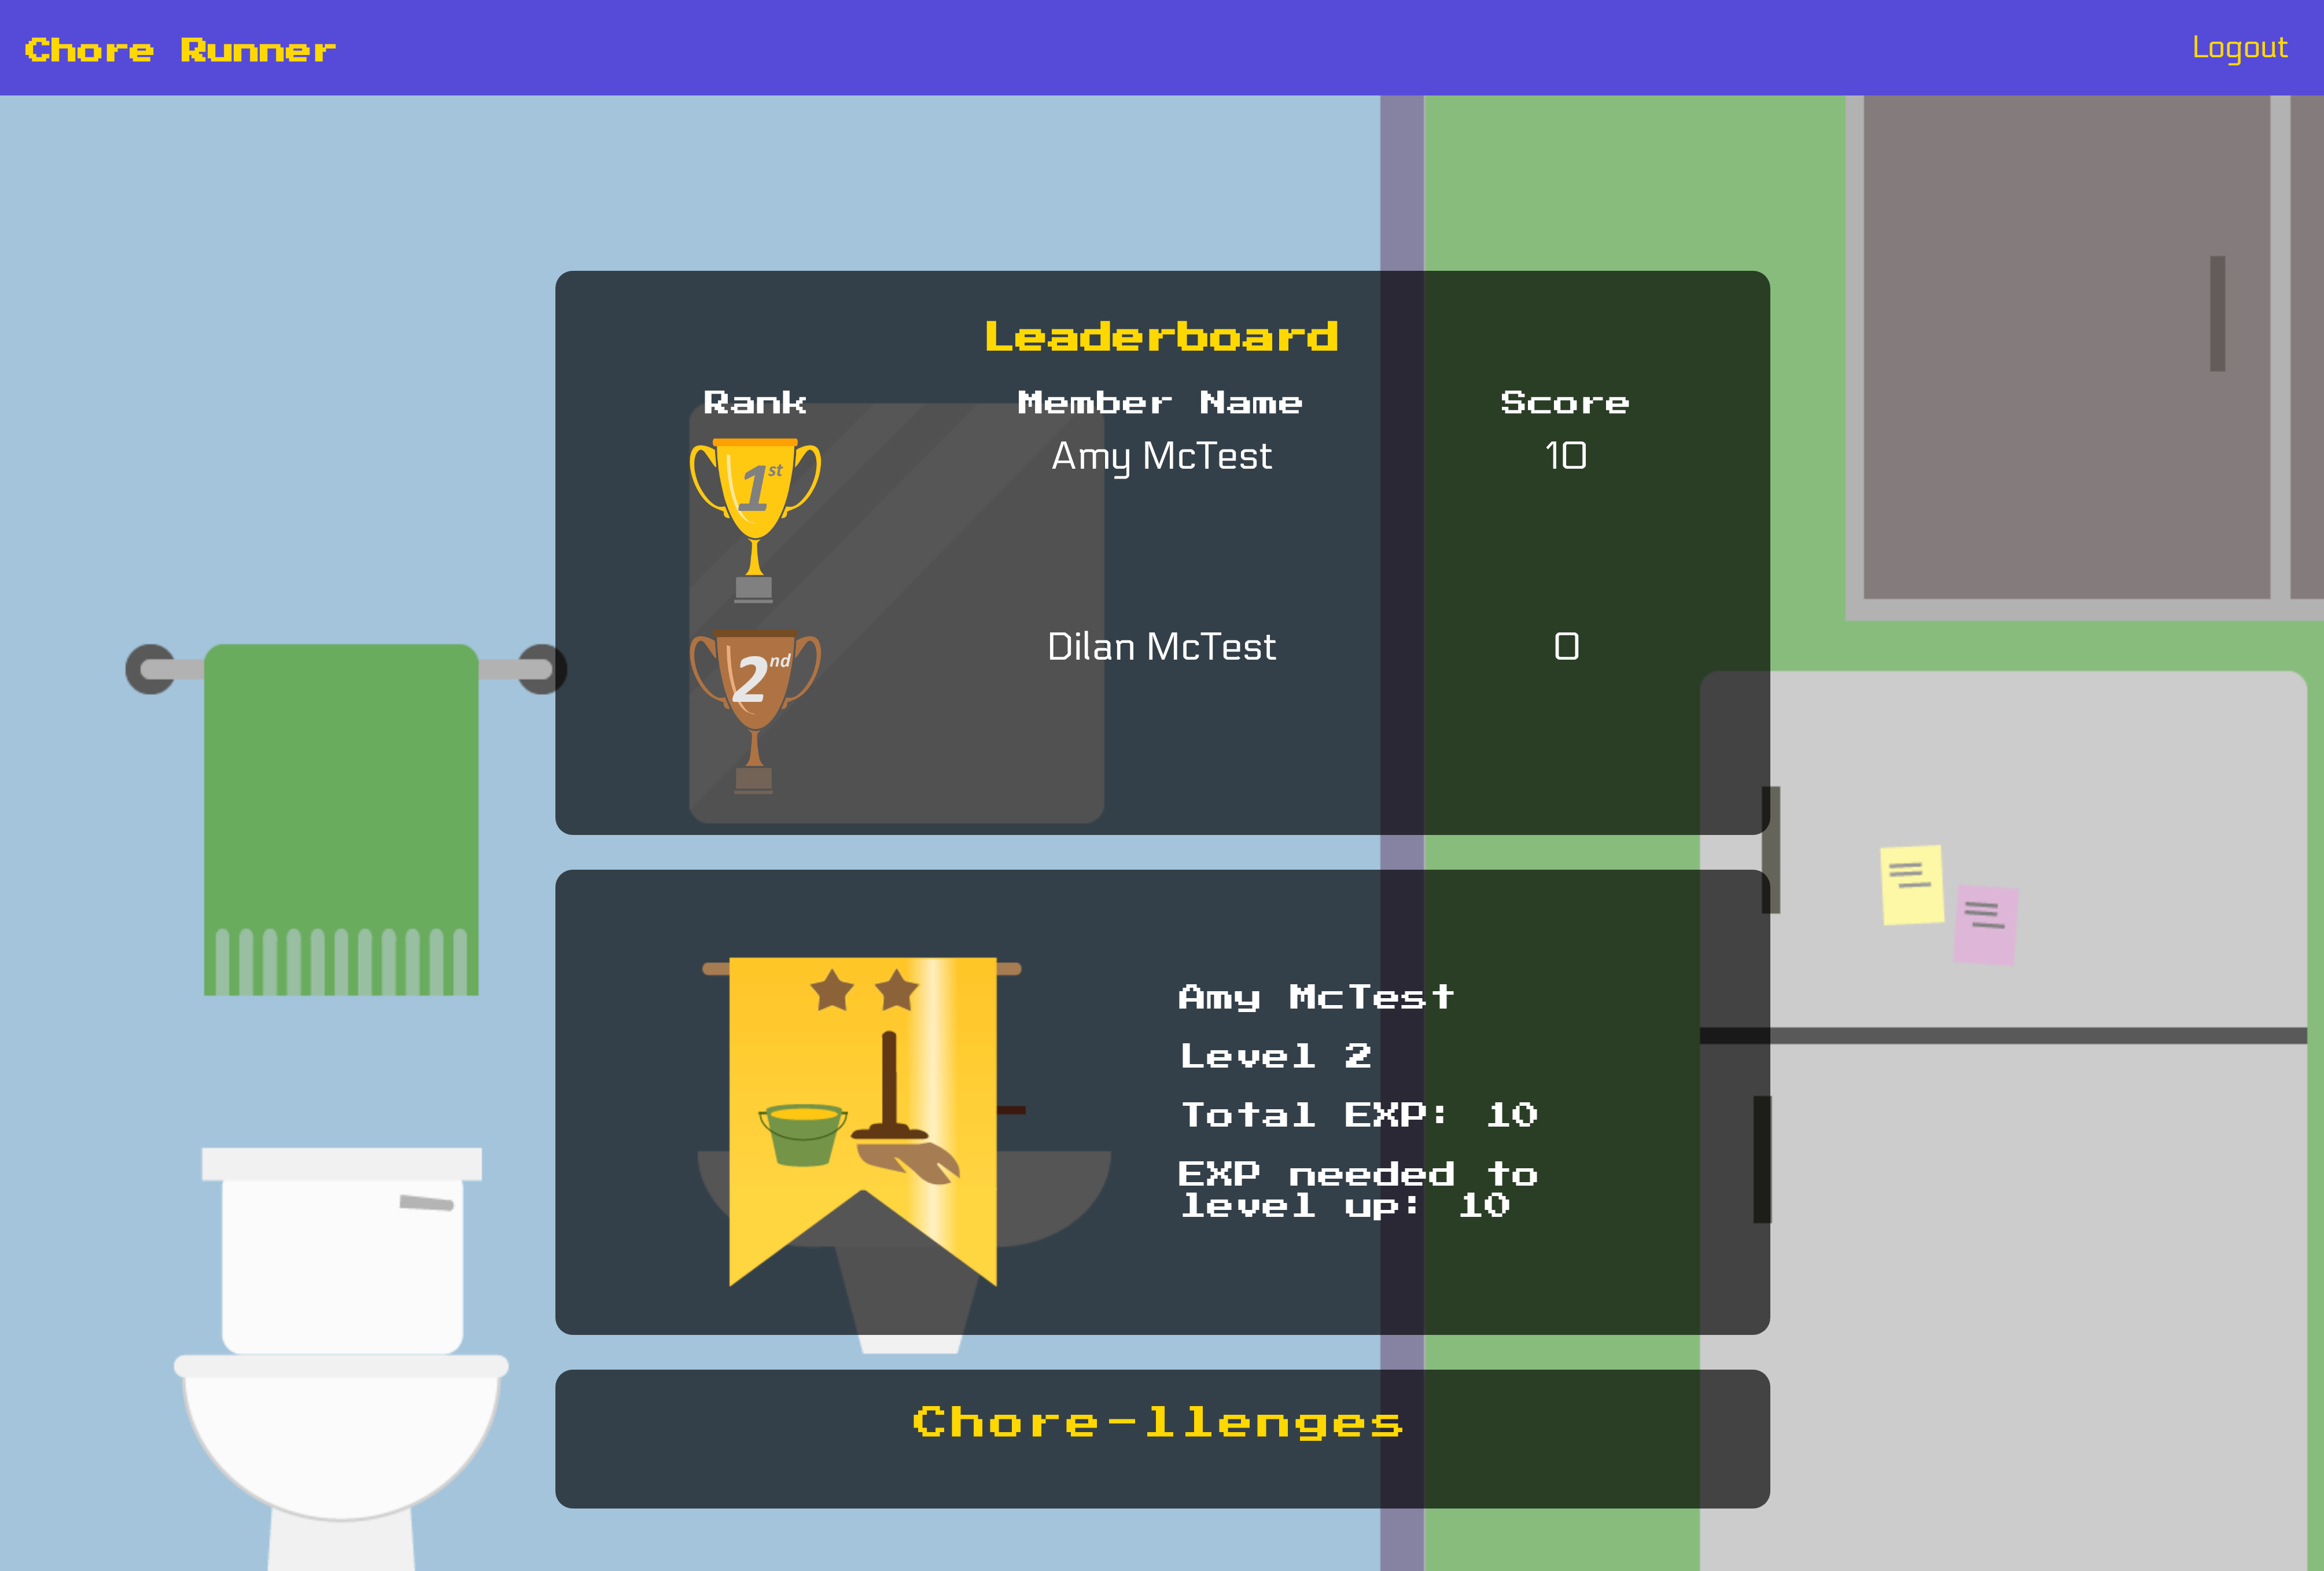 Chore Runner
Logout
Leaderboard
Rank Member Name Score
1st Amy McTest 10
2nd Dilan McTest 0
Amy McTest
Level 2
Total EXP: 10
EXP needed to
level up: 10
Chore-llenges